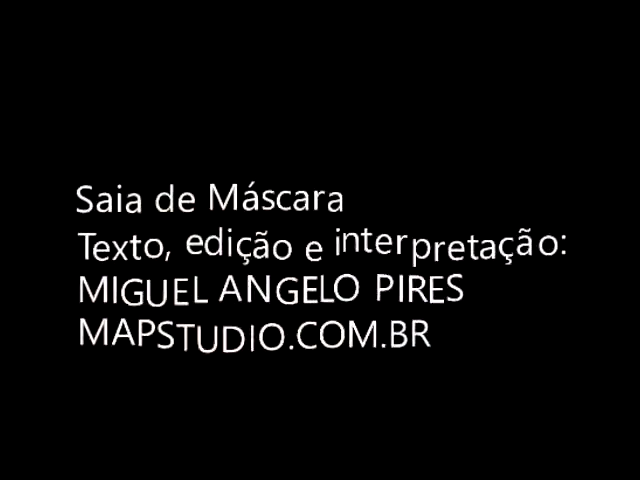 Saia de Máscara
Texto, edição e interpretação:
MIGUEL ANGELO PIRES
MAPSTUDIO.COM.BR